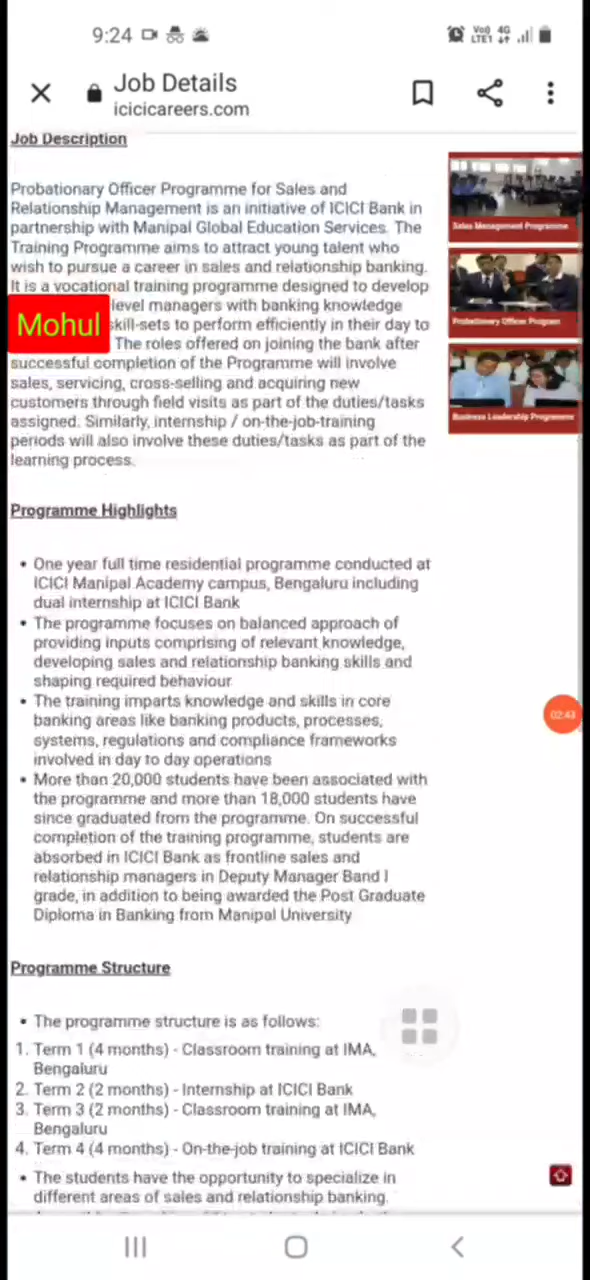 9:24
Vo) 4G
LTE1
Job Details
icicicareers.com
Job Description
Probationary Officer Programme for Sales and
Relationship Management is an initiative of ICICI Bank in
partnership with Manipal Global Education Services. The
Training Programme aims to attract young talent who
wish to pursue a career in sales and relationship banking.
It is a vocational training programme designed to develop
level managers with banking knowledge
Mohul
skill-sets to perform efficiently in their day to
The roles offered on joining the bank after
successful completion of the Programme will involve
sales, servicing, cross-selling and acquiring new
customers through field visits as part of the duties/tasks
assigned. Similarly, internship / on-the-job-training
periods will also involve these duties/tasks as part of the
learning process.
Sales Management Programme
Probationary Officer Program
Business Leadership Programme
Programme Highlights
• One year full time residential programme conducted at
ICICI Manipal Academy campus, Bengaluru including
dual internship at ICICI Bank
• The programme focuses on balanced approach of
providing inputs comprising of relevant knowledge,
developing sales and relationship banking skills and
shaping required behaviour
• The training imparts knowledge and skills in core
banking areas like banking products, processes,
systems, regulations and compliance frameworks
involved in day to day operations
02:43
• More than 20,000 students have been associated with
the programme and more than 18,000 students have
since graduated from the programme. On successful
completion of the training programme, students are
absorbed in ICICI Bank as frontline sales and
relationship managers in Deputy Manager Band I
grade, in addition to being awarded the Post Graduate
Diploma in Banking from Manipal University
Programme Structure
• The programme structure is as follows:
1. Term 1 (4 months) - Classroom training at IMA,
Bengaluru
2. Term 2 (2 months) - Internship at ICICI Bank
3. Term 3 (2 months) - Classroom training at IMA,
Bengaluru
4. Term 4 (4 months) - On-the-job training at ICICI Bank
• The students have the opportunity to specialize in
different areas of sales and relationship banking.